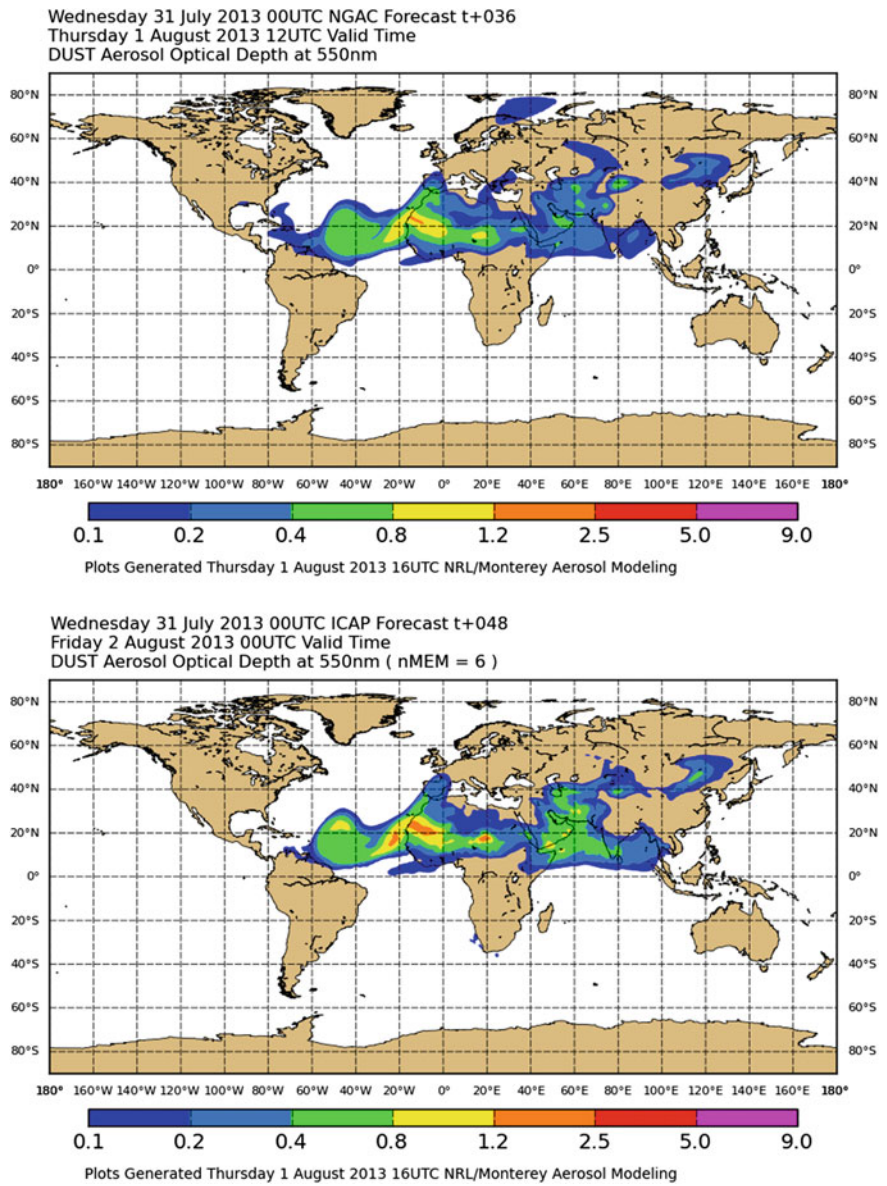 Wednesday 31 July 2013 00UTC NGAC Forecast t+036
Thursday 1 August 2013 12UTC Valid Time
DUST Aerosol Optical Depth at 550nm
80°N 80°N
60°N 60°N
40°N 40°N
20°N 20°N
0° 0°
20°S 20°S
40°S 40°S
60°S 60°S
80°S 80°S
180° 160°W 140°W 120°W 100°W 80°W 60°W 40°W 20°W 0° 20°E 40°E 60°E 80°E 100°E 120°E 140°E 160°E 180°
0.1 0.2 0.4 0.8 1.2 2.5 5.0 9.0
Plots Generated Thursday 1 August 2013 16UTC NRL/Monterey Aerosol Modeling
Wednesday 31 July 2013 00UTC ICAP Forecast t+048
Friday 2 August 2013 00UTC Valid Time
DUST Aerosol Optical Depth at 550nm ( nMEM = 6 )
80°N 80°N
60°N 60°N
40°N 40°N
20°N 20°N
0° 0°
20°S 20°S
40°S 40°S
60°S 60°S
80°S 80°S
180° 160°W 140°W 120°W 100°W 80°W 60°W 40°W 20°W 0° 20°E 40°E 60°E 80°E 100°E 120°E 140°E 160°E 180°
0.1 0.2 0.4 0.8 1.2 2.5 5.0 9.0
Plots Generated Thursday 1 August 2013 16UTC NRL/Monterey Aerosol Modeling